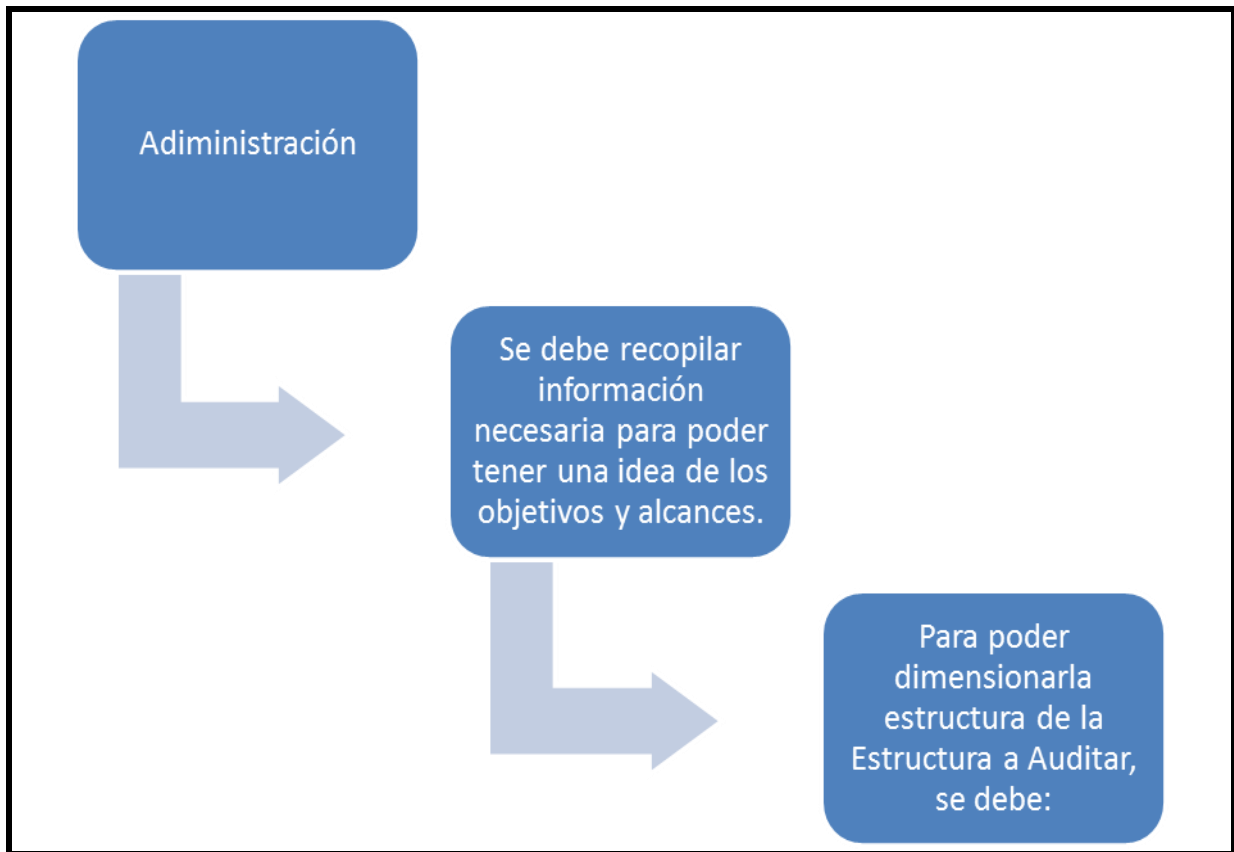 Adiministración
Se debe recopilar
información
necesaria para poder
tener una idea de los
objetivos y alcances.
Para poder
dimensionarla
estructura de la
Estructura a Auditar,
se debe: